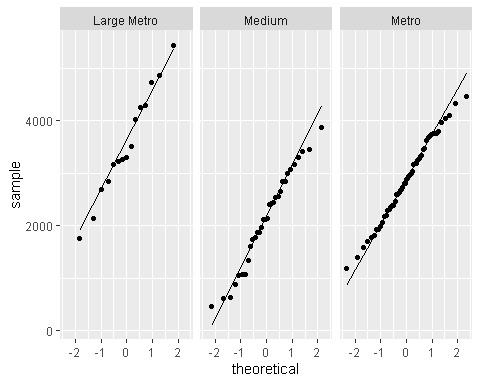 Large Metro Medium Metro
sample
4000
2000
0
-2 -1 0 1 2 -2 -1 0 1 2 -2 -1 0 1 2
theoretical